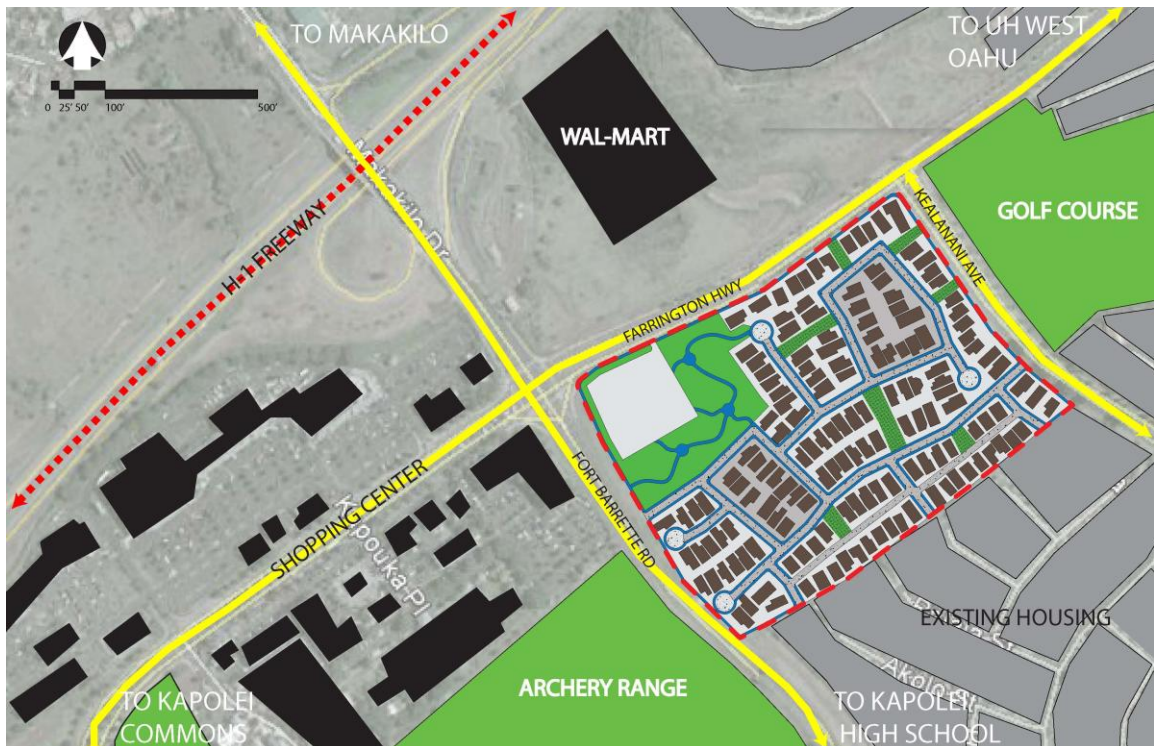 TO MAKAKILO
TO UH WEST
OAHU
0 25' 50' 100' 500'
WAL-MART
Makakilo Dr
GOLF COURSE
H-1 FREEWAY
KEALANANI AVE
FARRINGTON HWY
SHOPPING CENTER
Kapouka Pl
FORT BARRETTE RD
EXISTING HOUSING
ARCHERY RANGE
Akolo St
TO KAPOLEI
COMMONS
TO KAPOLEI
HIGH SCHOOL